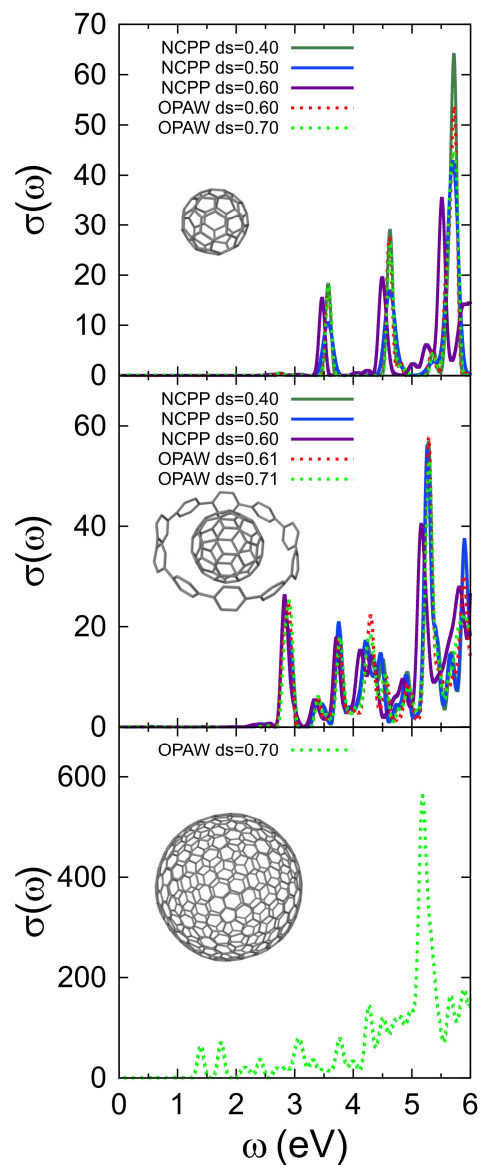 70
60
50
40
30
20
10
0
σ(ω)
NCPP ds=0.40
NCPP ds=0.50
NCPP ds=0.60
OPAW ds=0.60
OPAW ds=0.70
60
40
20
0
σ(ω)
NCPP ds=0.40
NCPP ds=0.50
NCPP ds=0.60
OPAW ds=0.61
OPAW ds=0.71
600
400
200
0
σ(ω)
OPAW ds=0.70
0 1 2 3 4 5 6
ω (eV)